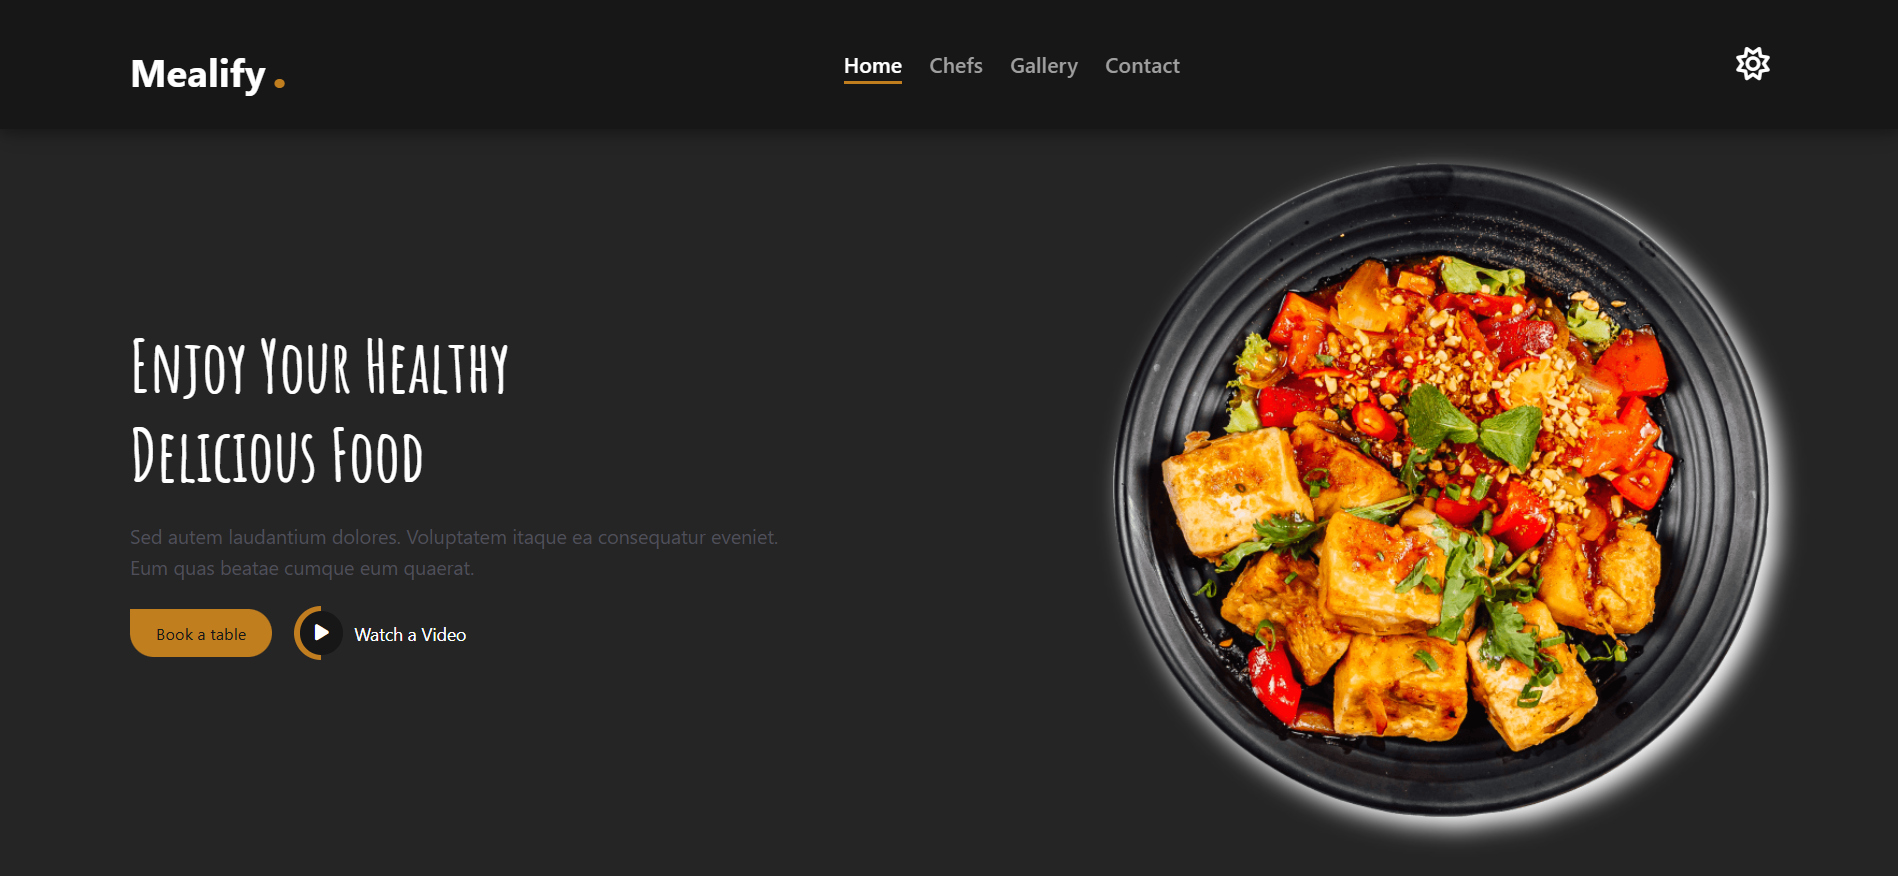 Mealify.
Home Chefs Gallery Contact
Enjoy Your Healthy
Delicious Food
Sed autem laudantium dolores. Voluptatem itaque ea consequatur eveniet.
Eum quas beatae cumque eum quaerat.
Book a table
Watch a Video